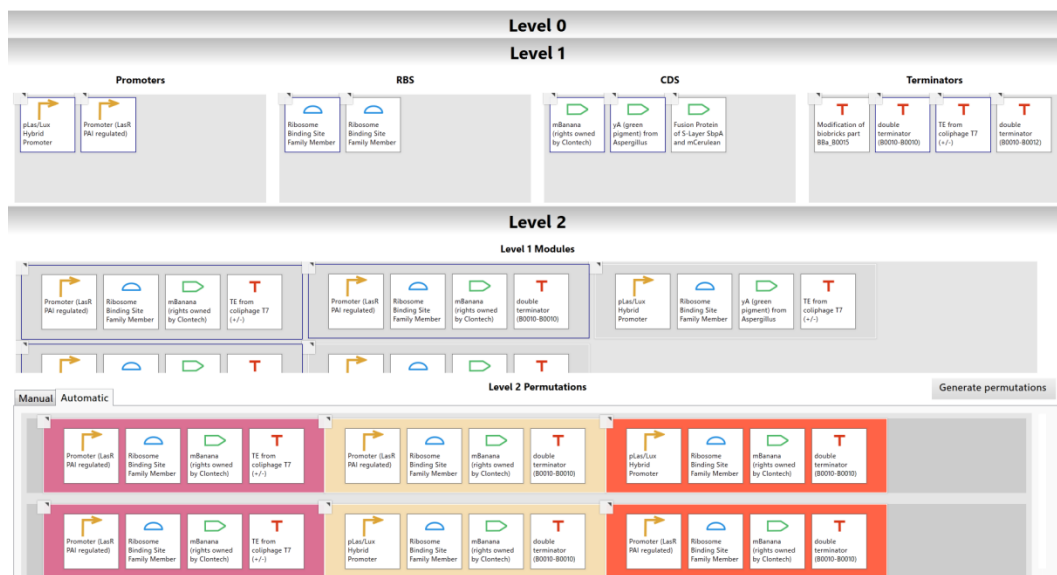 Level 0
Level 1
Promoters
RBS
CDS
Terminators
pLas/Lux
Hybrid
Promoter
Promoter (LasR
PAI regulated)
Ribosome
Binding Site
Family Member
Ribosome
Binding Site
Family Member
mBanana
(rights owned
by Clontech)
yA (green
pigment) from
Aspergillus
Fusion Protein
of S-Layer SbpA
and mCerulean
Modification of
biobricks part
BBa_B0015
double
terminator
(B0010-B0010)
TE from
coliphage T7
(+/-)
double
terminator
(B0010-B0012)
Level 2
Level 1 Modules
Promoter (LasR
PAI regulated)
Ribosome
Binding Site
Family Member
mBanana
(rights owned
by Clontech)
TE from
coliphage T7
(+/-)
Promoter (LasR
PAI regulated)
Ribosome
Binding Site
Family Member
mBanana
(rights owned
by Clontech)
double
terminator
(B0010-B0010)
pLas/Lux
Hybrid
Promoter
Ribosome
Binding Site
Family Member
yA (green
pigment) from
Aspergillus
TE from
coliphage T7
(+/-)
Level 2 Permutations
Generate permutations
Manual
Automatic
Promoter (LasR
PAI regulated)
Ribosome
Binding Site
Family Member
mBanana
(rights owned
by Clontech)
TE from
coliphage T7
(+/-)
Promoter (LasR
PAI regulated)
Ribosome
Binding Site
Family Member
mBanana
(rights owned
by Clontech)
double
terminator
(B0010-B0010)
pLas/Lux
Hybrid
Promoter
Ribosome
Binding Site
Family Member
mBanana
(rights owned
by Clontech)
double
terminator
(B0010-B0010)
Promoter (LasR
PAI regulated)
Ribosome
Binding Site
Family Member
mBanana
(rights owned
by Clontech)
TE from
coliphage T7
(+/-)
pLas/Lux
Hybrid
Promoter
Ribosome
Binding Site
Family Member
mBanana
(rights owned
by Clontech)
double
terminator
(B0010-B0010)
Promoter (LasR
PAI regulated)
Ribosome
Binding Site
Family Member
mBanana
(rights owned
by Clontech)
double
terminator
(B0010-B0010)